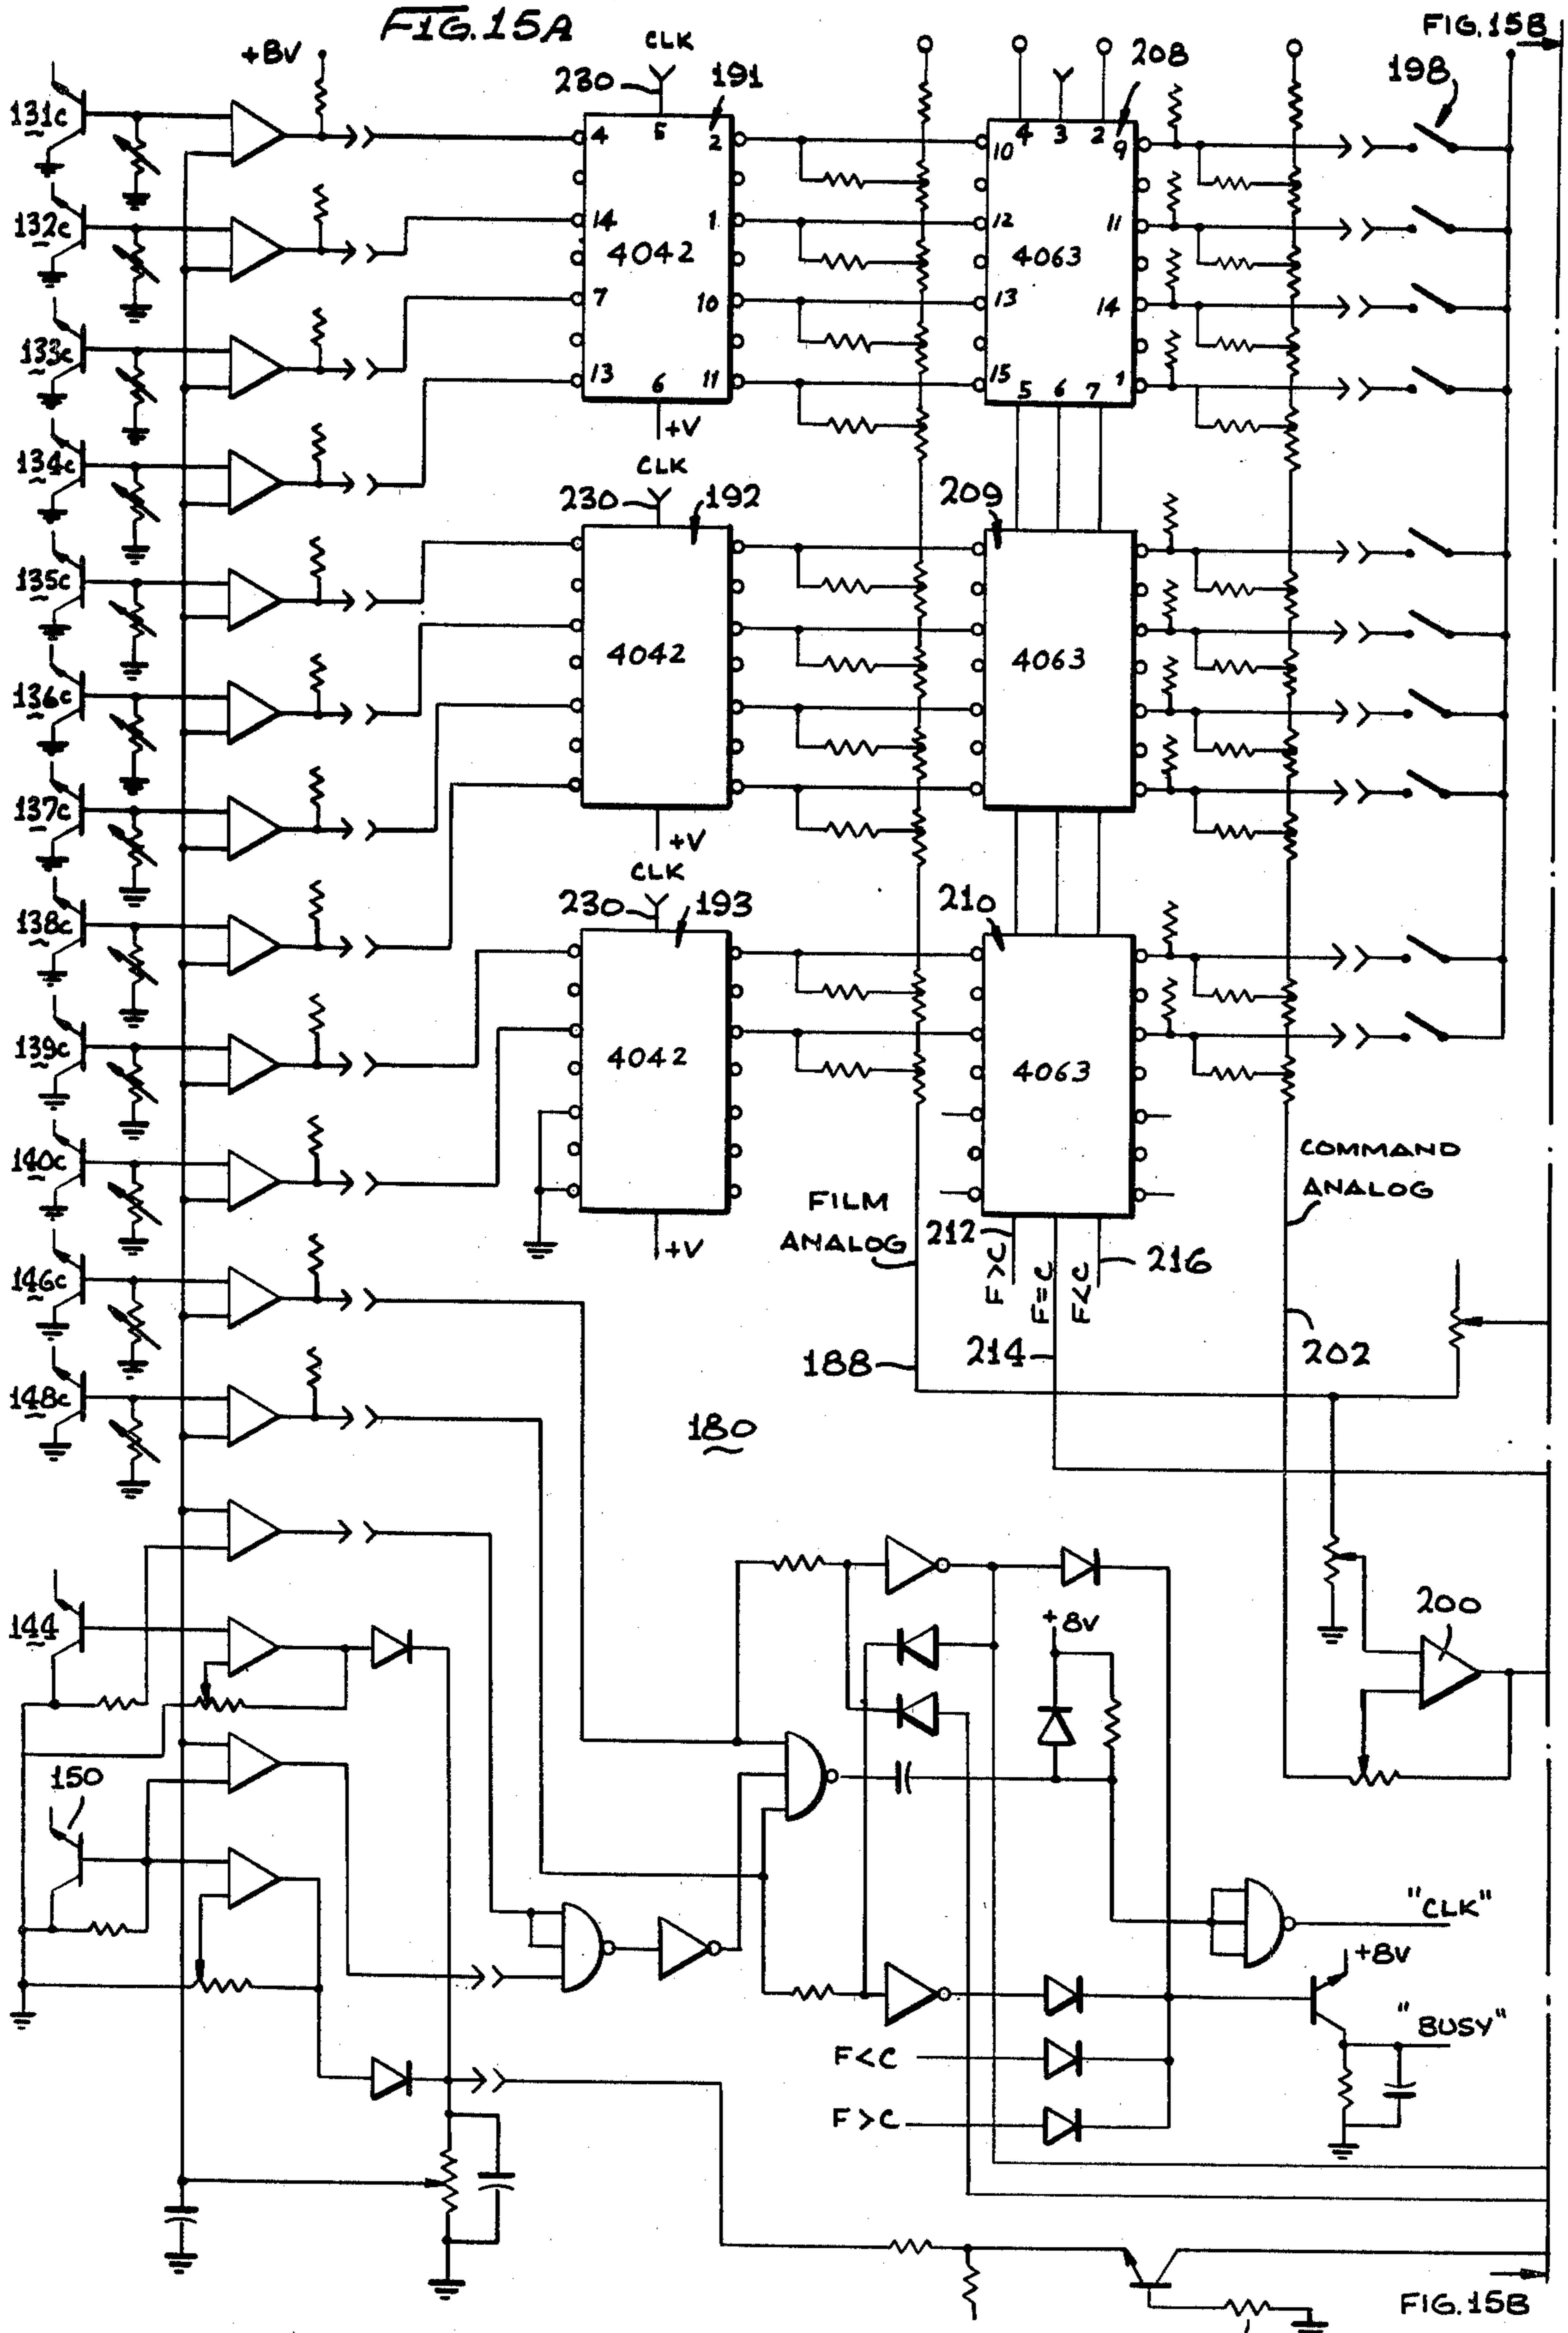 FIG. 15A
FIG. 15B
+8V
CLK
230
191
208
198
131c
4
5
2
10
4
3
2
9
132c
14
1
12
11
4042
4063
133c
7
10
13
14
13
6
11
15
5
6
7
1
+V
134c
CLK
230
192
209
135c
136c
4042
4063
137c
+V
CLK
138c
230
193
210
139c
4042
4063
140c
COMMAND
ANALOG
FILM
ANALOG
212
F>C
F=C
F<C
216
+V
146c
188
214
202
148c
180
144
+8V
200
150
"CLK"
+8V
"BUSY"
F<C
F>C
FIG. 15B